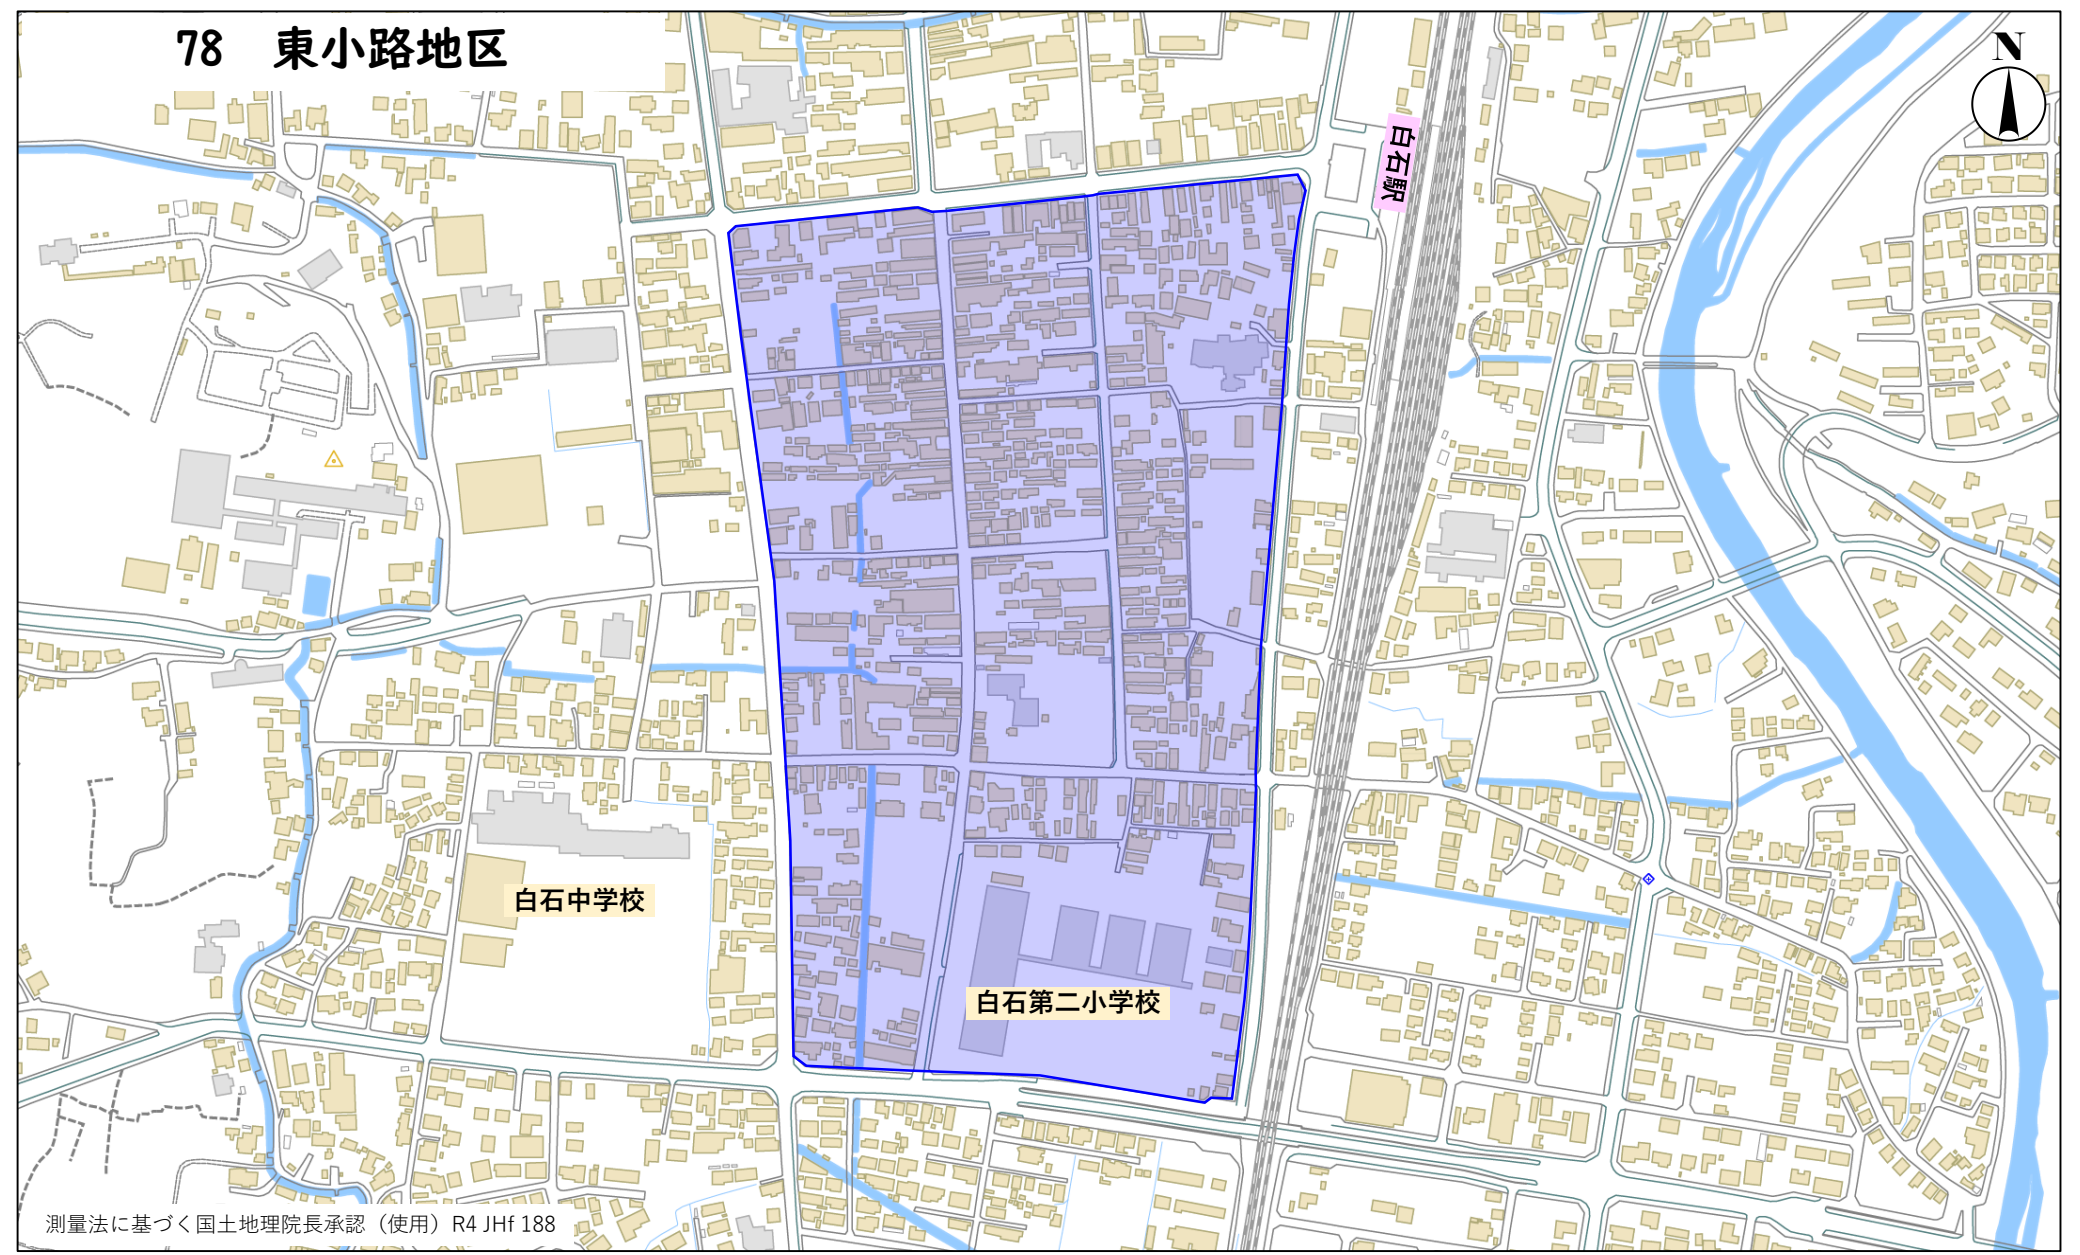 78　東小路地区
N
白石駅
白石中学校
白石第二小学校
測量法に基づく国土地理院長承認（使用）R4 JHf 188